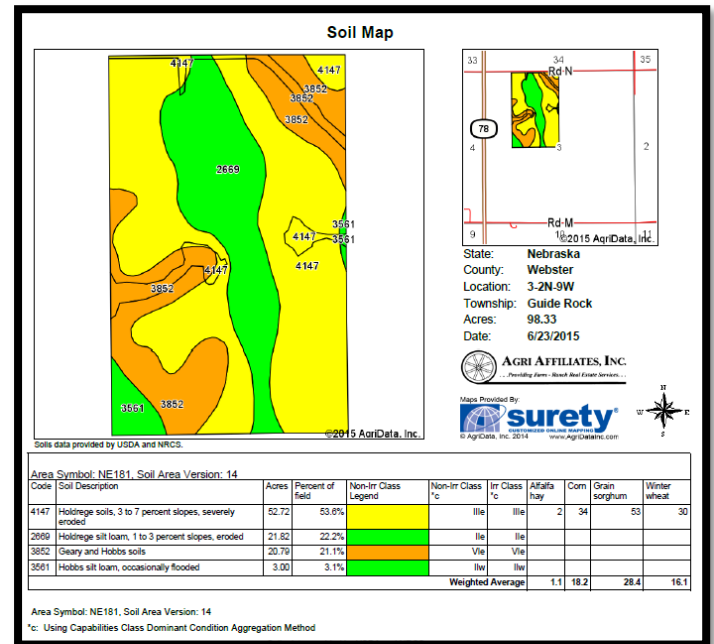 Soil Map
4147
4147
3852
3852
3852
2669
3561
4147
3561
4147
4147
3852
3561
3852
©2015 AgriData, Inc.
Soils data provided by USDA and NRCS.
33
34
35
Rd-N
78
4
3
2
Rd-M
9
10
11
©2015 AgriData, Inc.
State: Nebraska
County: Webster
Location: 3-2N-9W
Township: Guide Rock
Acres: 98.33
Date: 6/23/2015
AGRI AFFILIATES, INC.
...Providing Farm - Ranch Real Estate Services...
Maps Provided By:
surety®
CUSTOMIZED ONLINE MAPPING
© AgriData, Inc. 2014 www.AgriDataInc.com
N
W E
S
Area Symbol: NE181, Soil Area Version: 14
Code Soil Description Acres Percent of field Non-Irr Class Legend Non-Irr Class *c Irr Class *c Alfalfa hay Corn Grain sorghum Winter wheat
4147 Holdrege soils, 3 to 7 percent slopes, severely eroded 52.72 53.6% IIIe IIIe 2 34 53 30
2669 Holdrege silt loam, 1 to 3 percent slopes, eroded 21.82 22.2% IIe IIe
3852 Geary and Hobbs soils 20.79 21.1% VIe VIe
3561 Hobbs silt loam, occasionally flooded 3.00 3.1% IIw IIw
Weighted Average 1.1 18.2 28.4 16.1
Area Symbol: NE181, Soil Area Version: 14
*c: Using Capabilities Class Dominant Condition Aggregation Method